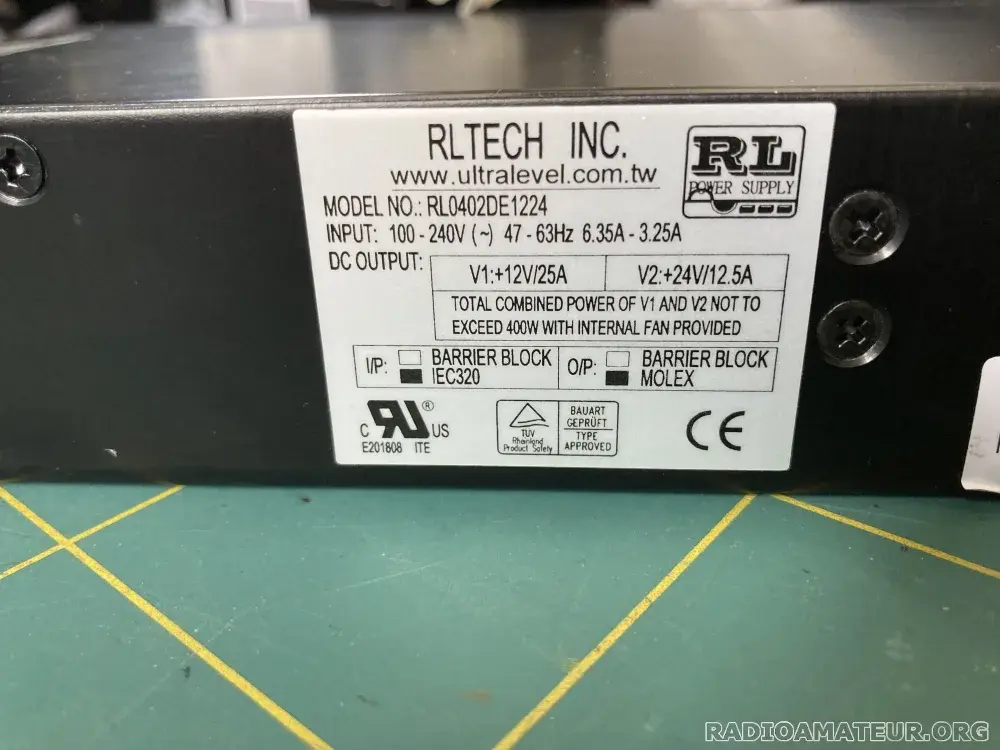 RLTECH INC.
www.ultralevel.com.tw
RL
POWER SUPPLY
MODEL NO.: RL0402DE1224
INPUT: 100 - 240V (~) 47 - 63Hz 6.35A - 3.25A
DC OUTPUT:
V1:+12V/25A
V2:+24V/12.5A
TOTAL COMBINED POWER OF V1 AND V2 NOT TO
EXCEED 400W WITH INTERNAL FAN PROVIDED
I/P:
BARRIER BLOCK
IEC320
O/P:
BARRIER BLOCK
MOLEX
C RU ® US
E201808 ITE
TUV
Rheinland
Product Safety
BAUART
GEPRÜFT
TYPE
APPROVED
CE
RADIOAMATEUR.ORG